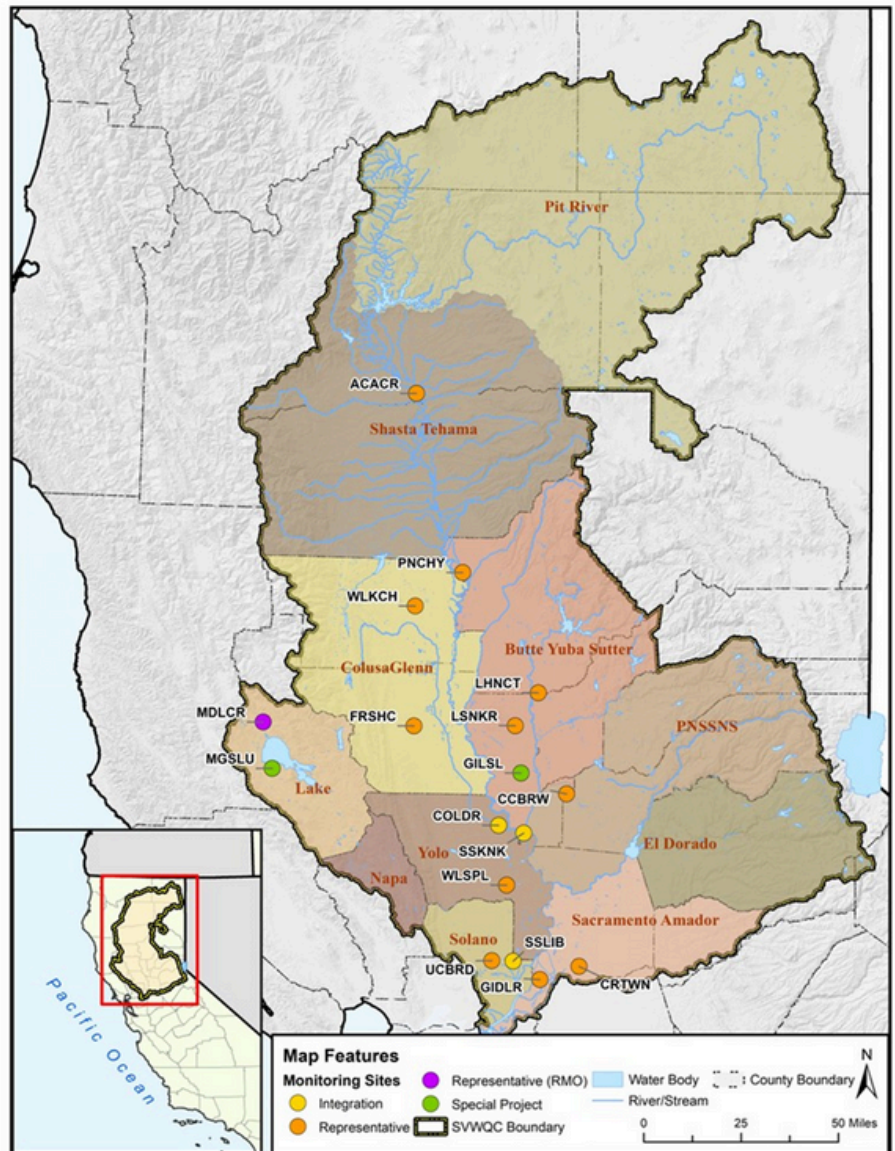 Pit River
ACACR
Shasta Tehama
PNCHY
WLKCH
Butte Yuba Sutter
ColusaGlenn
LHNCT
MDLCR
FRSHC
LSNKR
PNSSNS
MGSLU
GILSL
Lake
CCBRW
COLDR
El Dorado
Yolo
SSKNK
Napa
WLSPL
Sacramento Amador
Solano
SSLIB
UCBRD
GIDLR
CRTWN
Pacific Ocean
Map Features
Monitoring Sites
Integration
Representative
Representative (RMO)
Special Project
SVWQC Boundary
Water Body
River/Stream
County Boundary
N
0 25 50 Miles